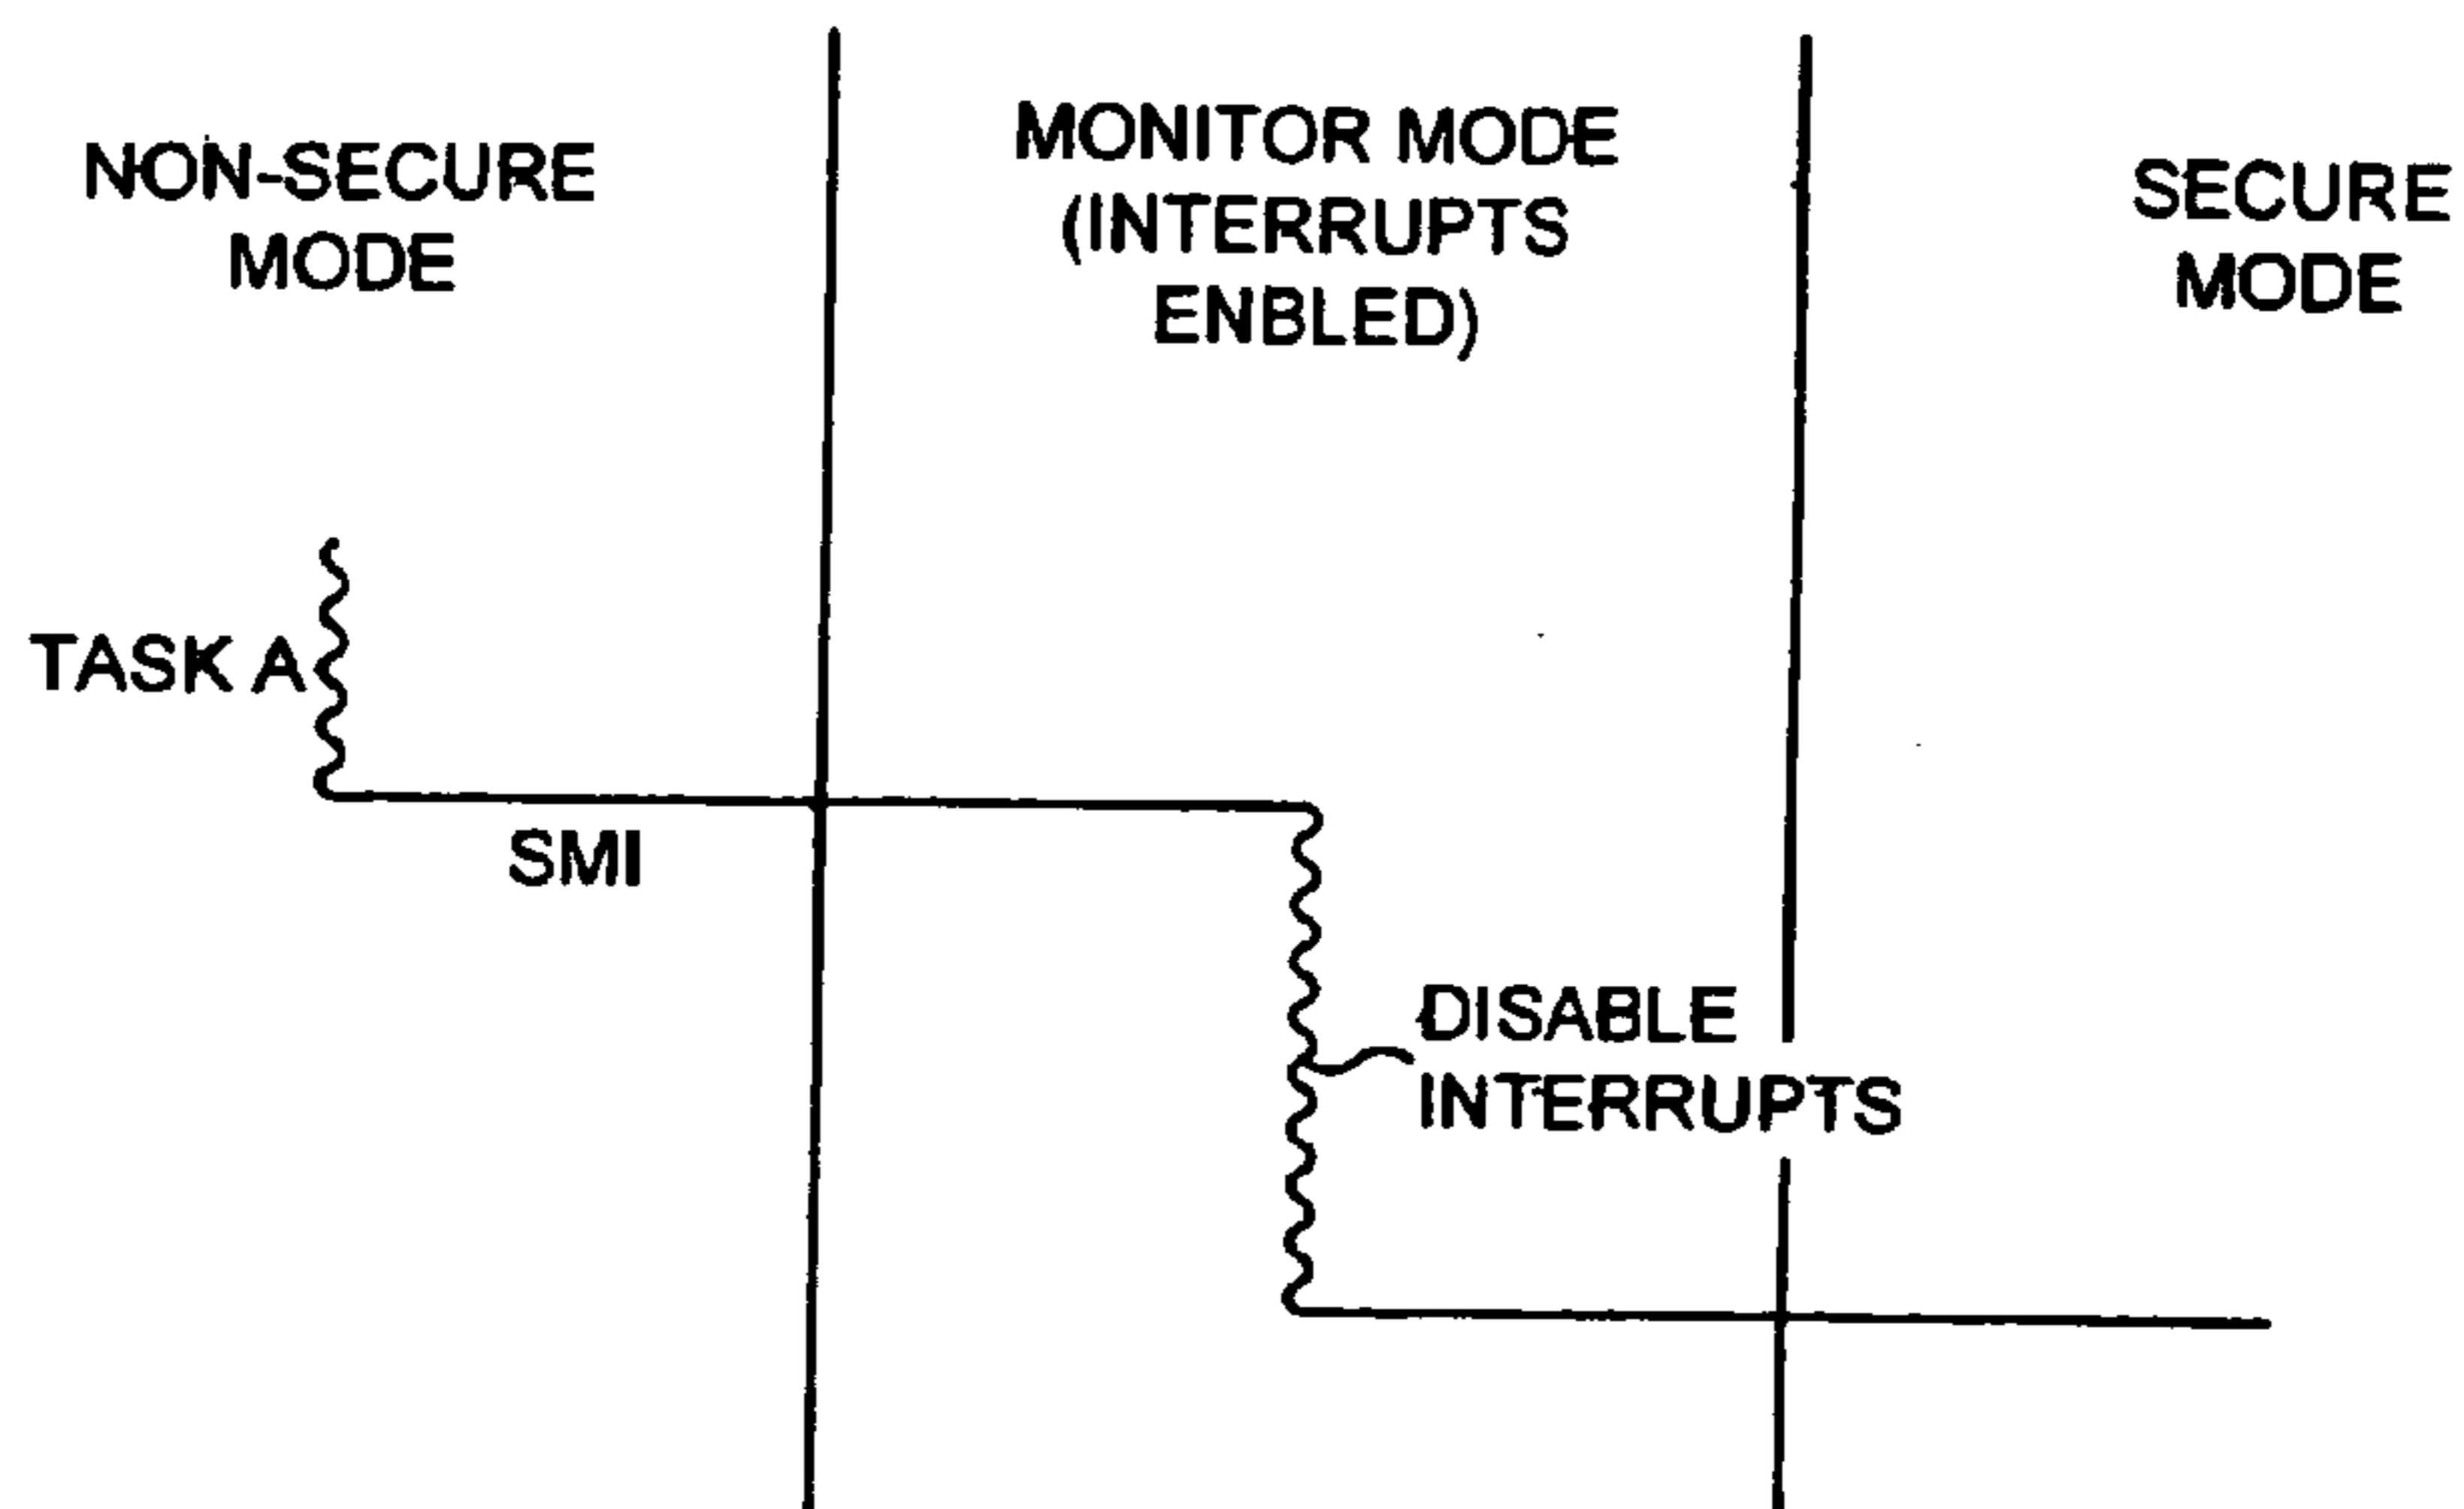 NON-SECURE
MODE
MONITOR MODE
(INTERRUPTS
ENBLED)
SECURE
MODE
TASK A
SMI
DISABLE
INTERRUPTS